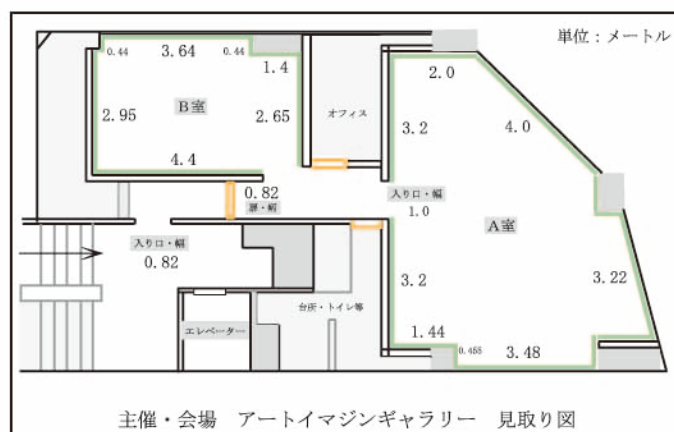 単位：メートル
0.44 3.64 0.44
1.4
2.0
B室
オフィス
2.95
2.65
3.2
4.0
4.4
0.82
扉・幅
入り口・幅
1.0
A室
入り口・幅
0.82
3.2
3.22
台所・トイレ等
エレベーター
1.44
0.455
3.48
主催・会場 アートイマジンギャラリー 見取り図